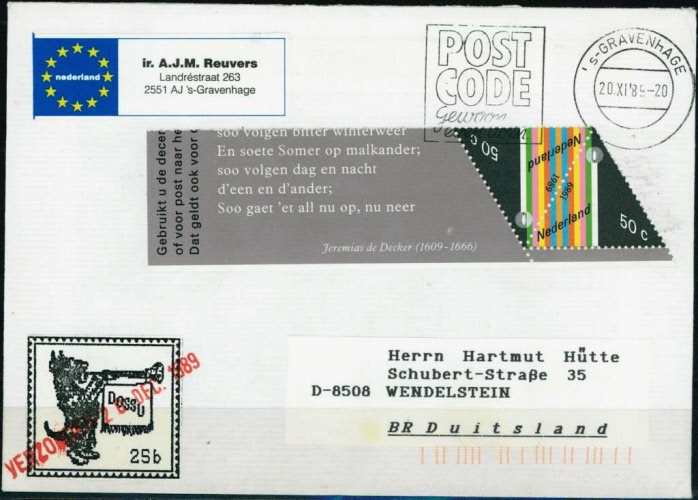 nederland
ir. A.J.M. Reuvers
Landréstraat 263
2551 AJ 's-Gravenhage
POST
CODE
Gewoon
's-GRAVENHAGE
20.XI'89-20
Gebruikt u de decem
of voor post naar he
Dat geldt ook voor
soo volgen bitter winterweer
En soete Somer op malkander;
soo volgen dag en nacht
d'een en d'ander;
Soo gaet 'et all nu op, nu neer
Jeremias de Decker (1609-1666)
50 c
Nederland
1989
1989
Nederland
50 c
Herrn Hartmut Hütte
Schubert-Straße 35
D-8508 WENDELSTEIN
BR Duitsland
DOSSU
25b
DEC. 1989